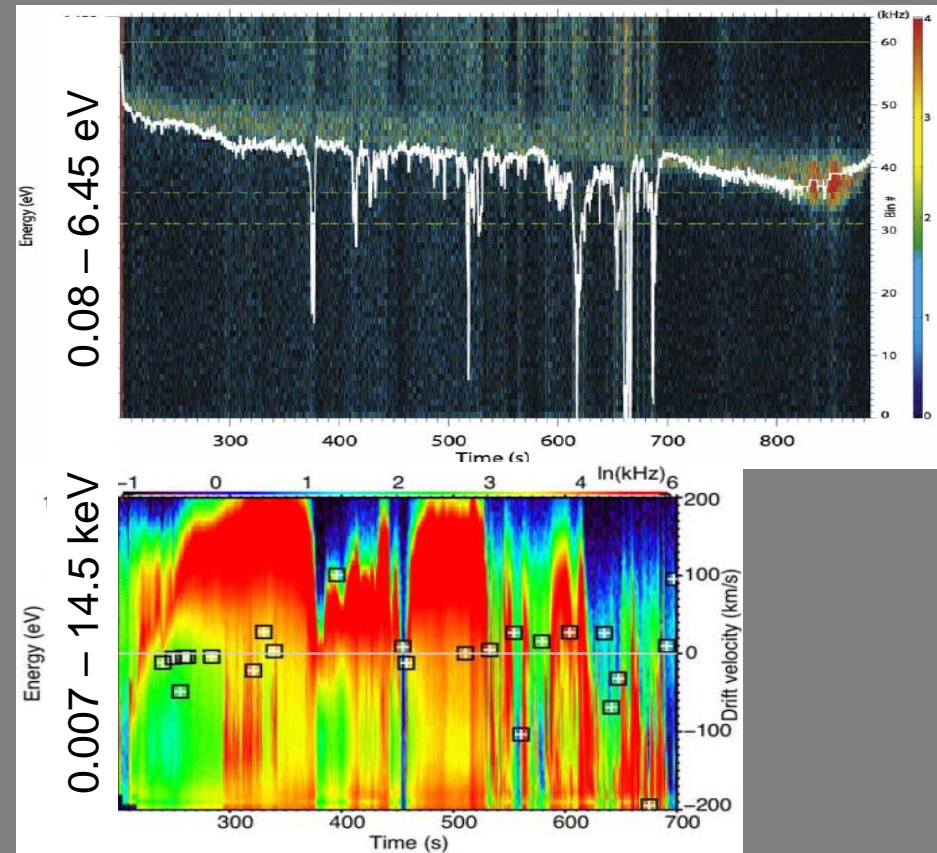 (kHz)
4
60
50
3
40
Bin #
30
2
20
1
10
0
0
Energy (eV)
0.08 – 6.45 eV
300 400 500 600 700 800
Time (s)
−1 0 1 2 3 4 ln(kHz) 6
200
100
0
−100
−200
Drift velocity (km/s)
Energy (eV)
0.007 – 14.5 keV
300 400 500 600 700
Time (s)